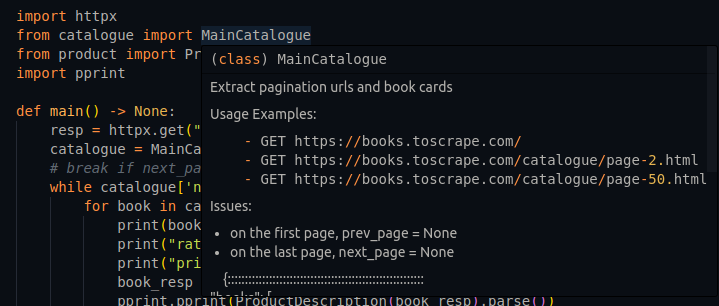 import httpx
from catalogue import MainCatalogue
from product import Pr
import pprint
def main() -> None:
resp = httpx.get("
catalogue = MainCa
# break if next_pa
while catalogue['n
for book in ca
print(book
print("rat
print("pri
book_resp
pprint.pprint(ProductDescription(book_resp).parse())
(class) MainCatalogue
Extract pagination urls and book cards
Usage Examples:
- GET https://books.toscrape.com/
- GET https://books.toscrape.com/catalogue/page-2.html
- GET https://books.toscrape.com/catalogue/page-50.html
Issues:
• on the first page, prev_page = None
• on the last page, next_page = None